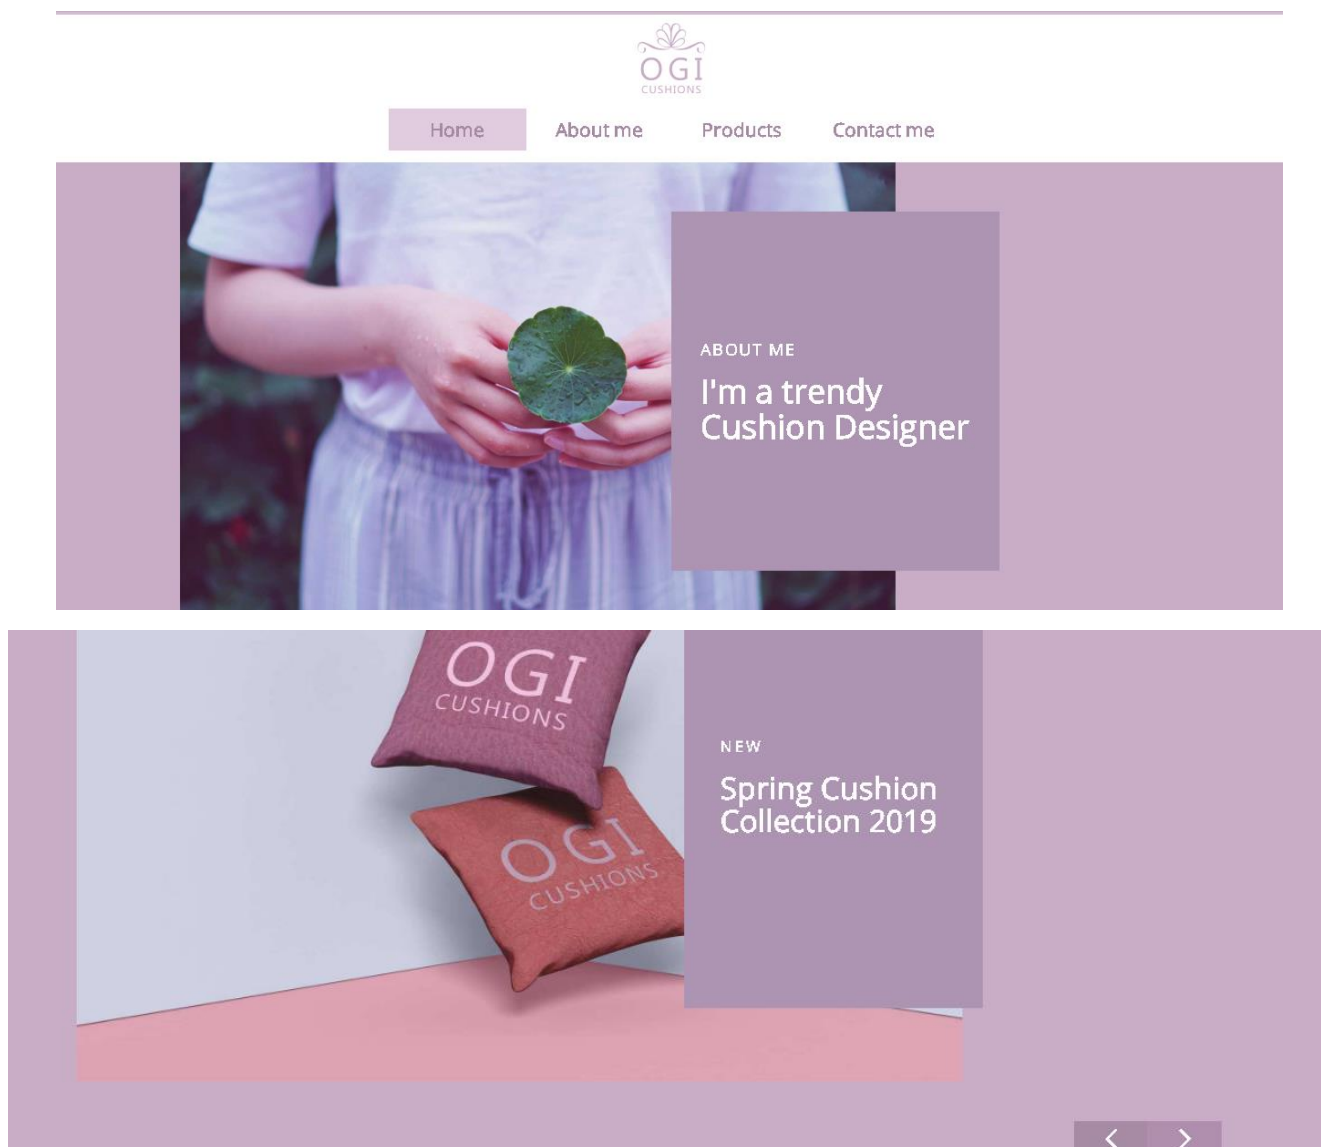 OGI
CUSHIONS
Home About me Products Contact me
ABOUT ME
I'm a trendy
Cushion Designer
OGI
CUSHIONS
OGI
CUSHIONS
NEW
Spring Cushion
Collection 2019